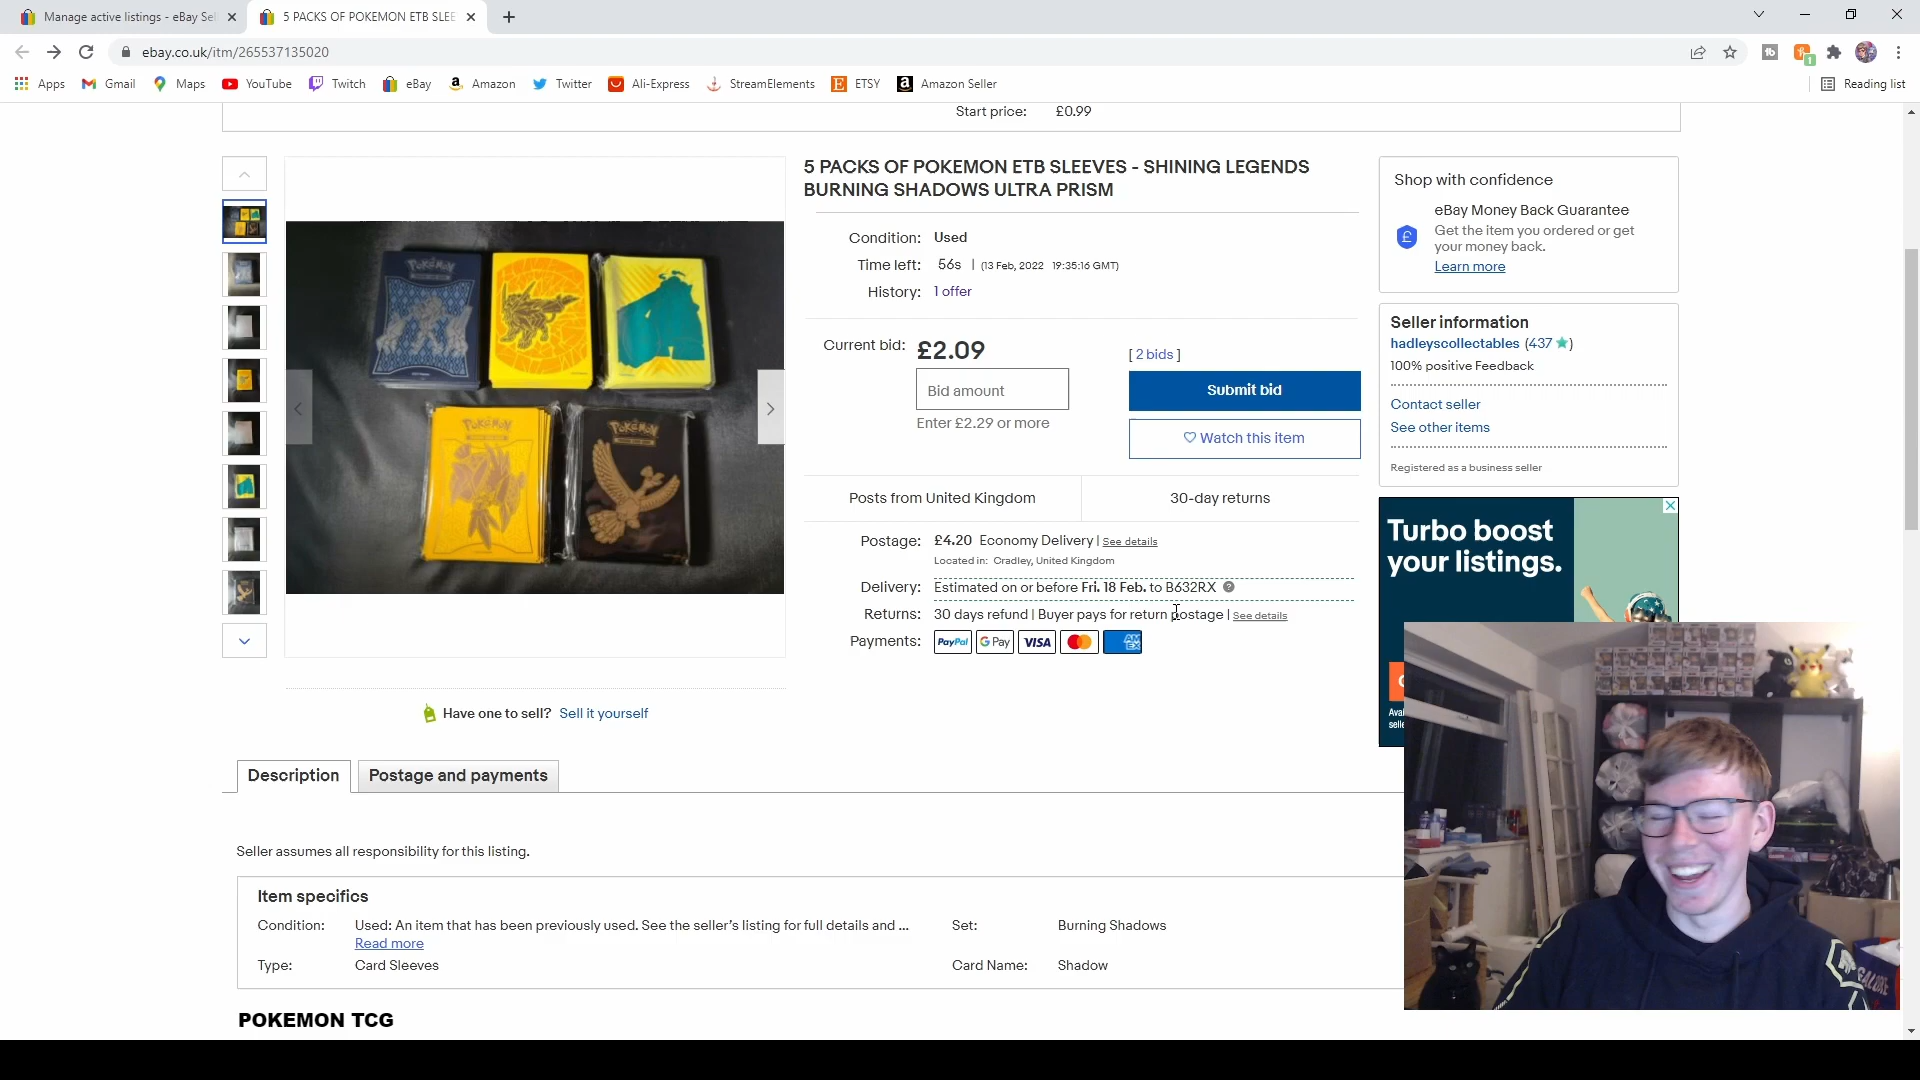 Manage active listings - eBay Sel
5 PACKS OF POKEMON ETB SLEE
ebay.co.uk/itm/265537135020
Apps
Gmail
Maps
YouTube
Twitch
eBay
Amazon
Twitter
Ali-Express
StreamElements
ETSY
Amazon Seller
Reading list
Start price: £0.99
5 PACKS OF POKEMON ETB SLEEVES - SHINING LEGENDS
BURNING SHADOWS ULTRA PRISM
Condition: Used
Time left: 56s | (13 Feb, 2022 19:35:16 GMT)
History: 1 offer
Current bid: £2.09
[ 2 bids ]
Bid amount
Submit bid
Enter £2.29 or more
Watch this item
Posts from United Kingdom
30-day returns
Postage: £4.20 Economy Delivery | See details
Located in: Cradley, United Kingdom
Delivery: Estimated on or before Fri. 18 Feb. to B632RX
Returns: 30 days refund | Buyer pays for return postage | See details
Payments: PayPal G Pay VISA AM EX
Shop with confidence
eBay Money Back Guarantee
Get the item you ordered or get
your money back.
Learn more
Seller information
hadleyscollectables (437)
100% positive Feedback
Contact seller
See other items
Registered as a business seller
Turbo boost
your listings.
Pokémon
Pokémon
Pokémon
Have one to sell? Sell it yourself
Description
Postage and payments
Seller assumes all responsibility for this listing.
Item specifics
Condition: Used: An item that has been previously used. See the seller's listing for full details and ...
Read more
Set: Burning Shadows
Type: Card Sleeves
Card Name: Shadow
POKEMON TCG